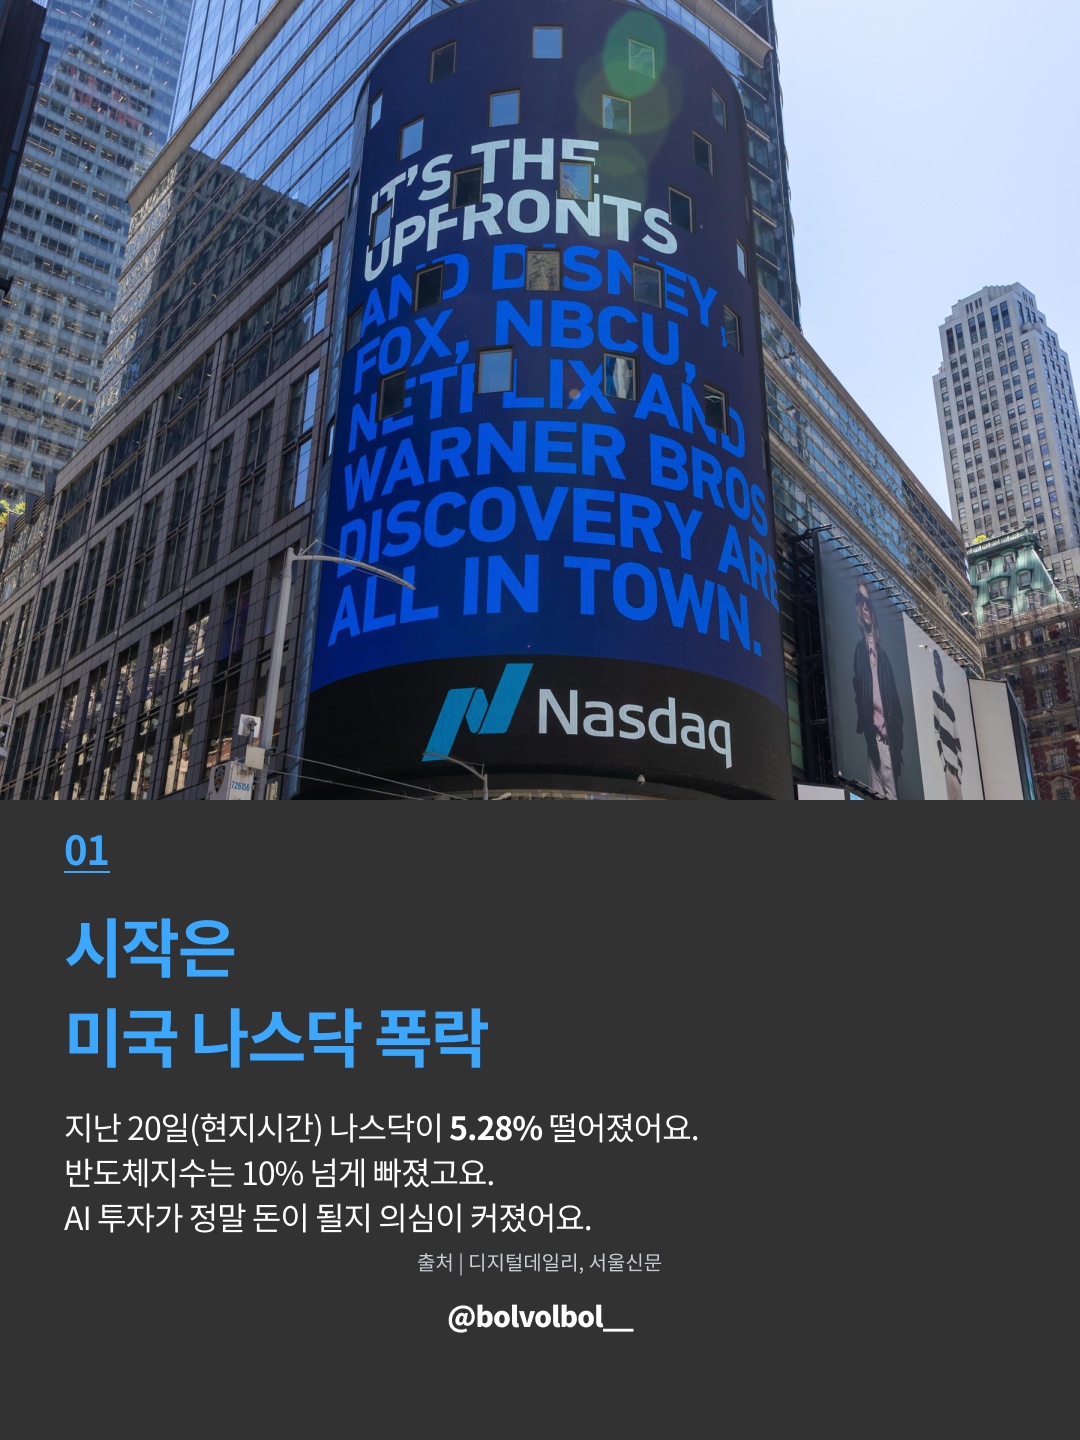 IT'S THE
UPFRONTS
AND DISNEY,
FOX, NBCU,
NETFLIX AND
WARNER BROS
DISCOVERY ARE
ALL IN TOWN.
Nasdaq
726156
01
시작은
미국 나스닥 폭락
지난 20일(현지시간) 나스닥이 5.28% 떨어졌어요.
반도체지수는 10% 넘게 빠졌고요.
AI 투자가 정말 돈이 될지 의심이 커졌어요.
출처 | 디지털데일리, 서울신문
@bolvolbol__